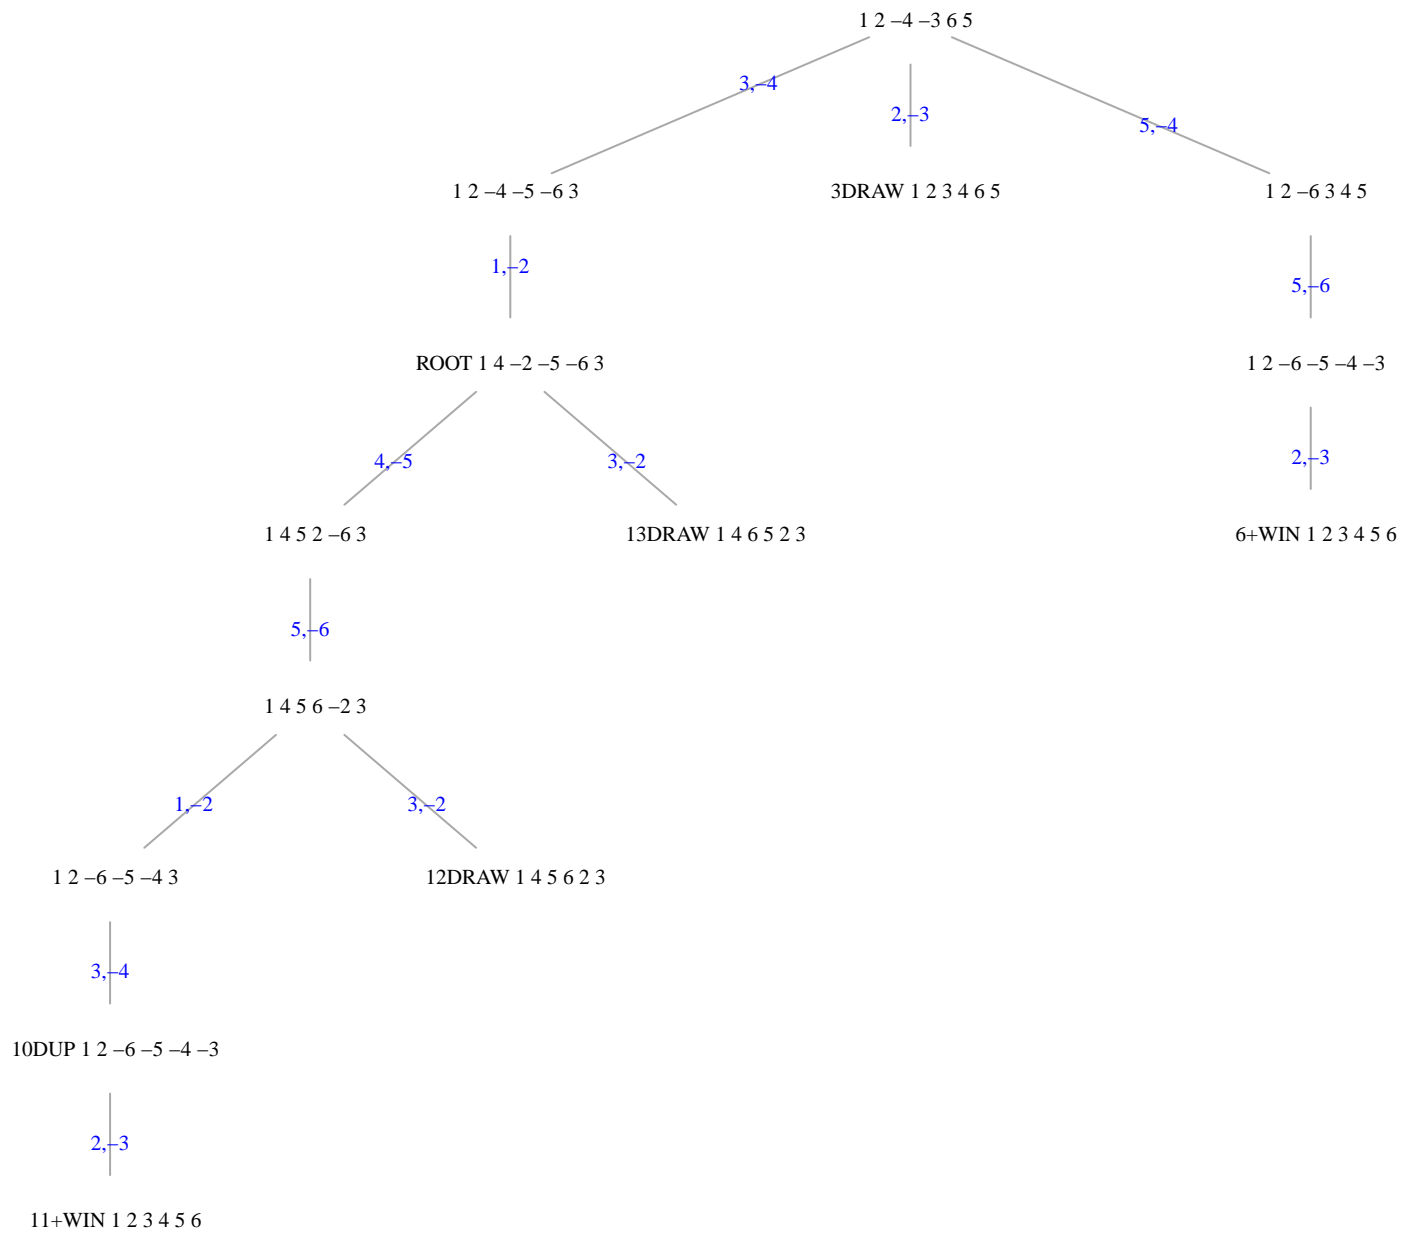 1 2 –4 –3 6 5
3,–4
2,–3
5,–4
1 2 –4 –5 –6 3
3DRAW 1 2 3 4 6 5
1 2 –6 3 4 5
1,–2
5,–6
ROOT 1 4 –2 –5 –6 3
1 2 –6 –5 –4 –3
4,–5
3,–2
2,–3
1 4 5 2 –6 3
13DRAW 1 4 6 5 2 3
6+WIN 1 2 3 4 5 6
5,–6
1 4 5 6 –2 3
1,–2
3,–2
1 2 –6 –5 –4 3
12DRAW 1 4 5 6 2 3
3,–4
10DUP 1 2 –6 –5 –4 –3
2,–3
11+WIN 1 2 3 4 5 6